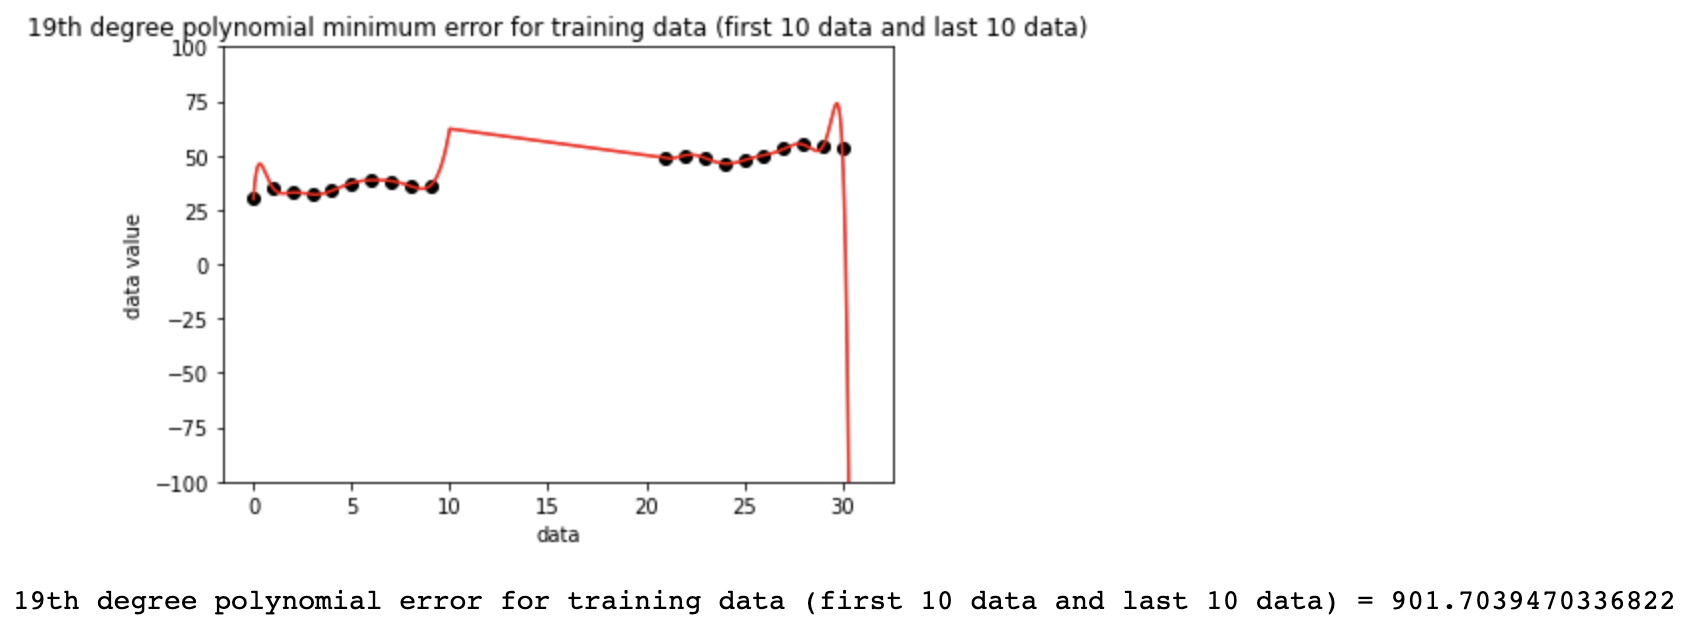 19th degree polynomial minimum error for training data (first 10 data and last 10 data)
100
75
50
25
0
−25
−50
−75
−100
data value
0 5 10 15 20 25 30
data
19th degree polynomial error for training data (first 10 data and last 10 data) = 901.7039470336822